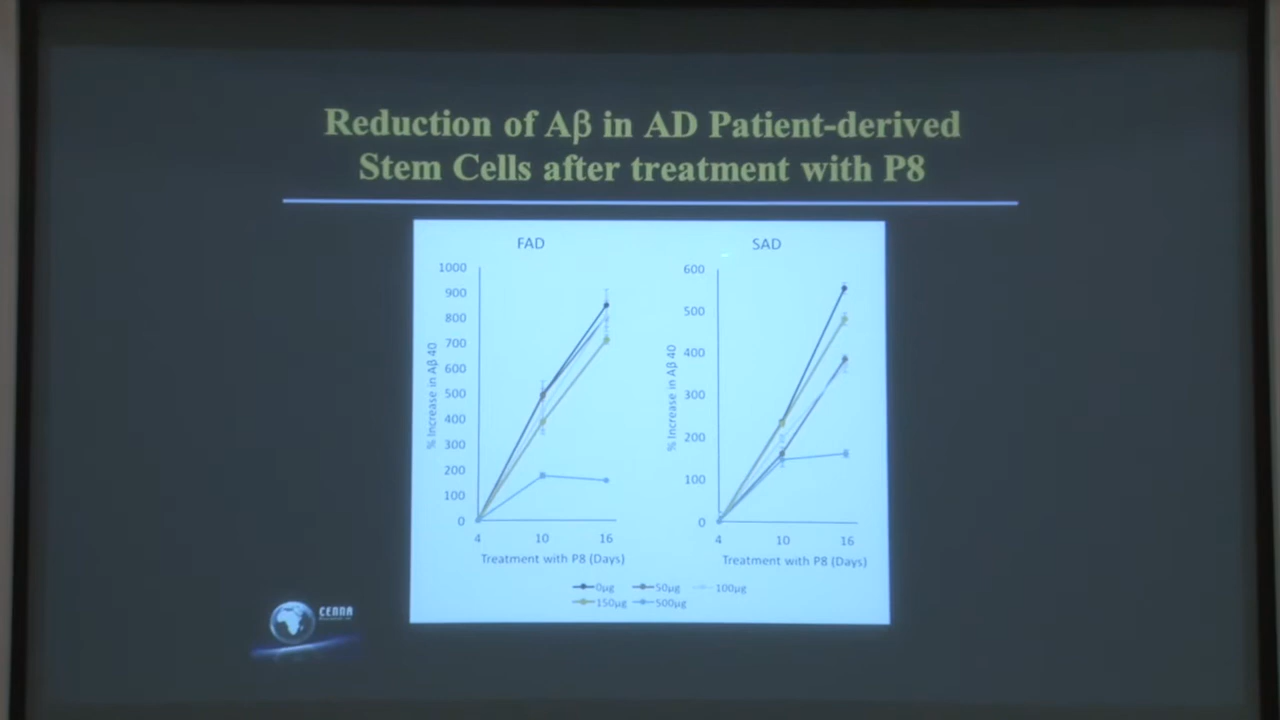 Reduction of Aβ in AD Patient-derived
Stem Cells after treatment with P8
FAD
1000
900
800
700
600
500
400
300
200
100
0
% Increase in Aβ 40
4 10 16
Treatment with P8 (Days)
SAD
600
500
400
300
200
100
0
% Increase in Aβ 40
4 10 16
Treatment with P8 (Days)
0µg 50µg 100µg
150µg 500µg
CENNA